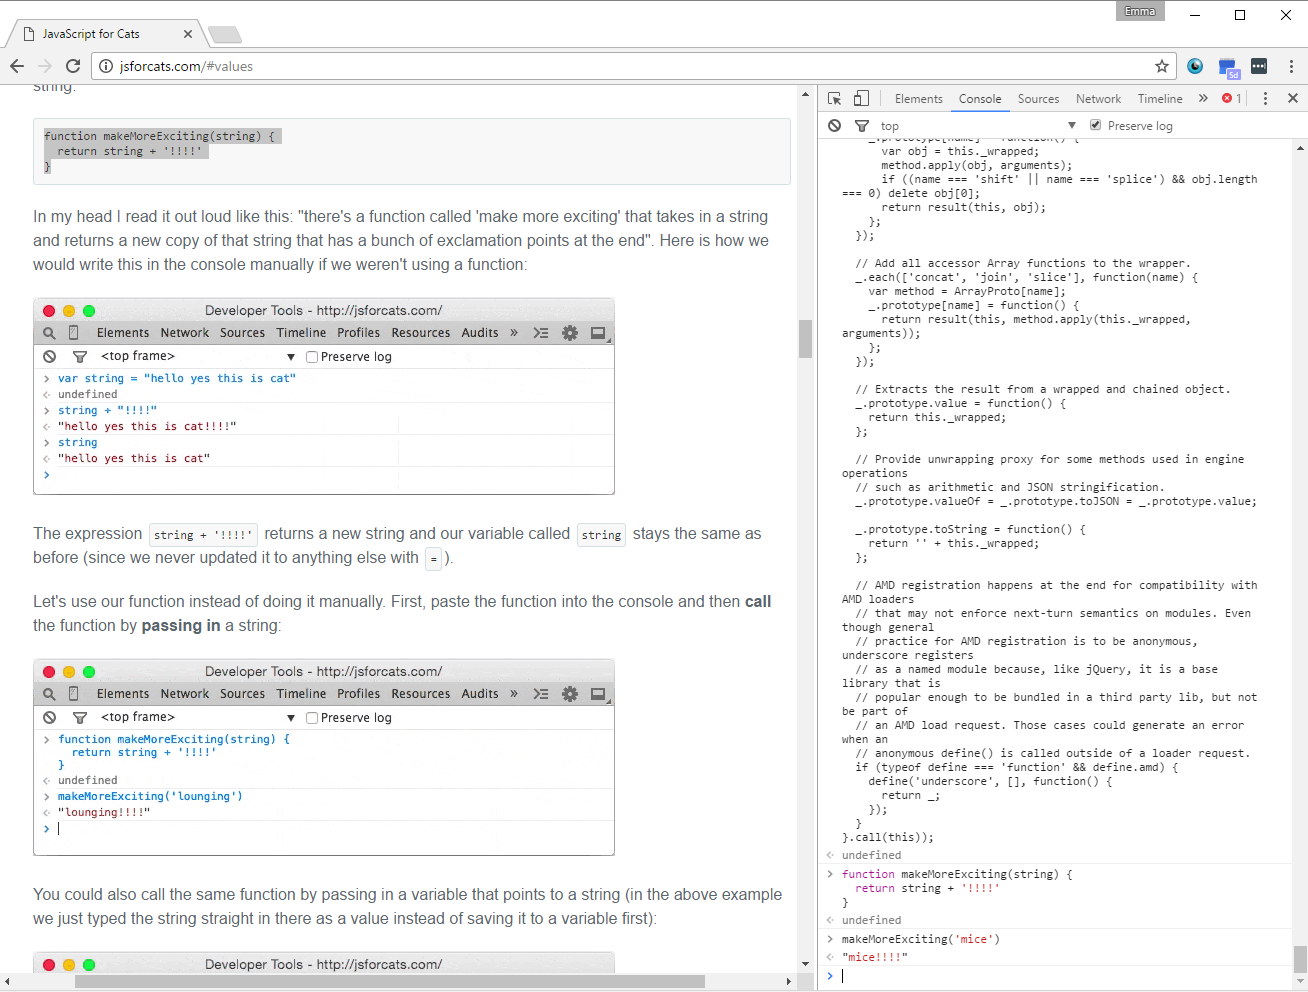 Emma
JavaScript for Cats
jsforcats.com/#values
string:
function makeMoreExciting(string) {
  return string + '!!!!'
}
In my head I read it out loud like this: "there's a function called 'make more exciting' that takes in a string
and returns a new copy of that string that has a bunch of exclamation points at the end". Here is how we
would write this in the console manually if we weren't using a function:
Developer Tools - http://jsforcats.com/
Elements Network Sources Timeline Profiles Resources Audits »
<top frame> ▼ Preserve log
> var string = "hello yes this is cat"
undefined
> string + "!!!!"
"hello yes this is cat!!!!"
> string
"hello yes this is cat"
>
The expression string + '!!!!' returns a new string and our variable called string stays the same as
before (since we never updated it to anything else with = ).
Let's use our function instead of doing it manually. First, paste the function into the console and then call
the function by passing in a string:
Developer Tools - http://jsforcats.com/
Elements Network Sources Timeline Profiles Resources Audits »
<top frame> ▼ Preserve log
> function makeMoreExciting(string) {
  return string + '!!!!'
}
undefined
> makeMoreExciting('lounging')
"lounging!!!!"
>
You could also call the same function by passing in a variable that points to a string (in the above example
we just typed the string straight in there as a value instead of saving it to a variable first):
Developer Tools - http://jsforcats.com/
Elements Console Sources Network Timeline » 1
top ▼ Preserve log
_.prototype[name] = function() {
var obj = this._wrapped;
method.apply(obj, arguments);
if ((name === 'shift' || name === 'splice') && obj.length
=== 0) delete obj[0];
return result(this, obj);
};
});
// Add all accessor Array functions to the wrapper.
_.each(['concat', 'join', 'slice'], function(name) {
var method = ArrayProto[name];
_.prototype[name] = function() {
return result(this, method.apply(this._wrapped,
arguments));
};
});
// Extracts the result from a wrapped and chained object.
_.prototype.value = function() {
return this._wrapped;
};
// Provide unwrapping proxy for some methods used in engine
operations
// such as arithmetic and JSON stringification.
_.prototype.valueOf = _.prototype.toJSON = _.prototype.value;
_.prototype.toString = function() {
return '' + this._wrapped;
};
// AMD registration happens at the end for compatibility with
AMD loaders
// that may not enforce next-turn semantics on modules. Even
though general
// practice for AMD registration is to be anonymous,
underscore registers
// as a named module because, like jQuery, it is a base
library that is
// popular enough to be bundled in a third party lib, but not
be part of
// an AMD load request. Those cases could generate an error
when an
// anonymous define() is called outside of a loader request.
if (typeof define === 'function' && define.amd) {
define('underscore', [], function() {
return _;
});
}
}.call(this));
undefined
> function makeMoreExciting(string) {
  return string + '!!!!'
}
undefined
> makeMoreExciting('mice')
"mice!!!!"
>
5d